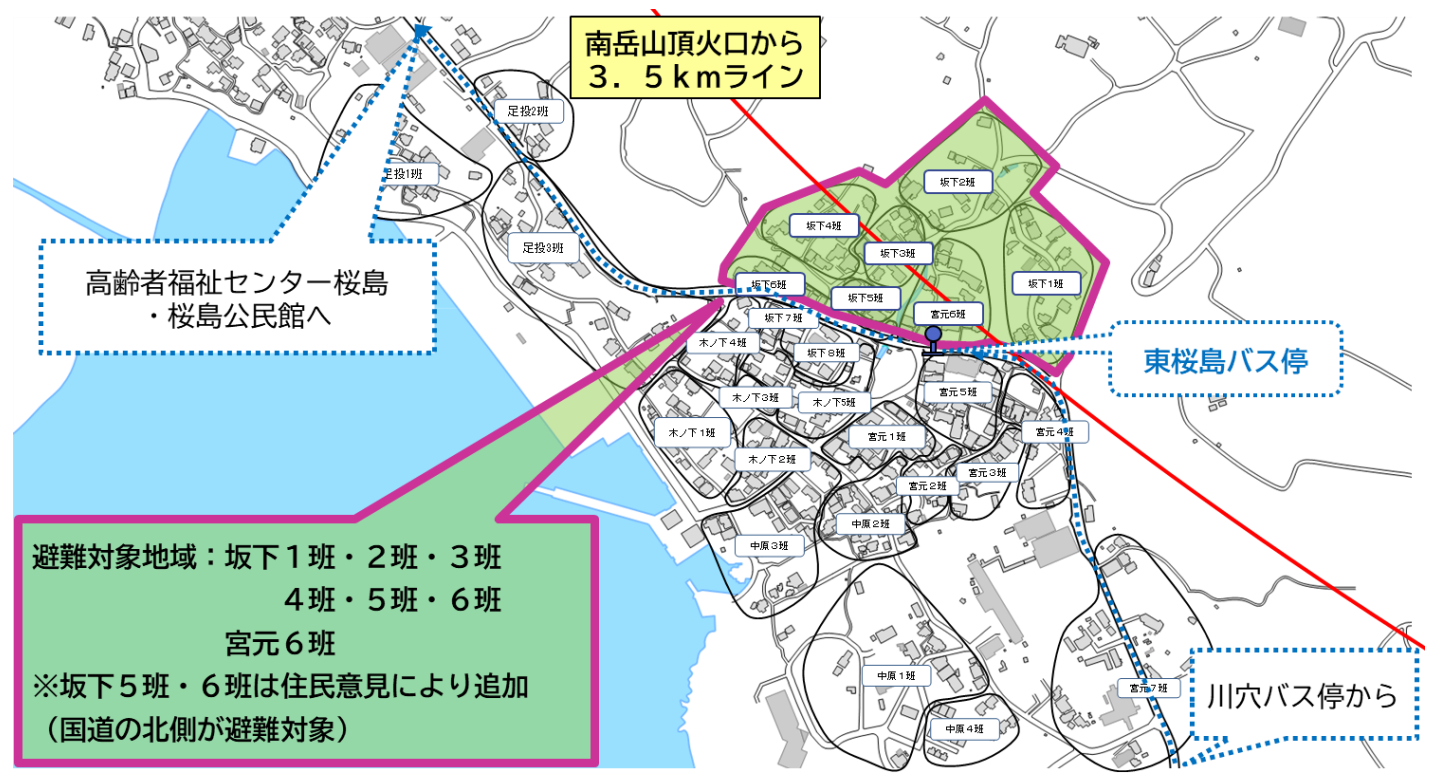 南岳山頂火口から
３．５ｋｍライン
足投2班
足投1班
足投3班
坂下2班
坂下4班
坂下3班
坂下6班
坂下5班
坂下1班
宮元6班
高齢者福祉センター桜島
・桜島公民館へ
坂下７班
木ノ下４班
坂下８班
東桜島バス停
木ノ下３班
木ノ下5班
宮元５班
木ノ下１班
宮元１班
宮元４班
木ノ下２班
宮元３班
宮元２班
中原２班
中原３班
避難対象地域：坂下１班・２班・３班
４班・５班・６班
宮元６班
※坂下５班・６班は住民意見により追加
（国道の北側が避難対象）
中原１班
宮元７班
川穴バス停から
中原４班